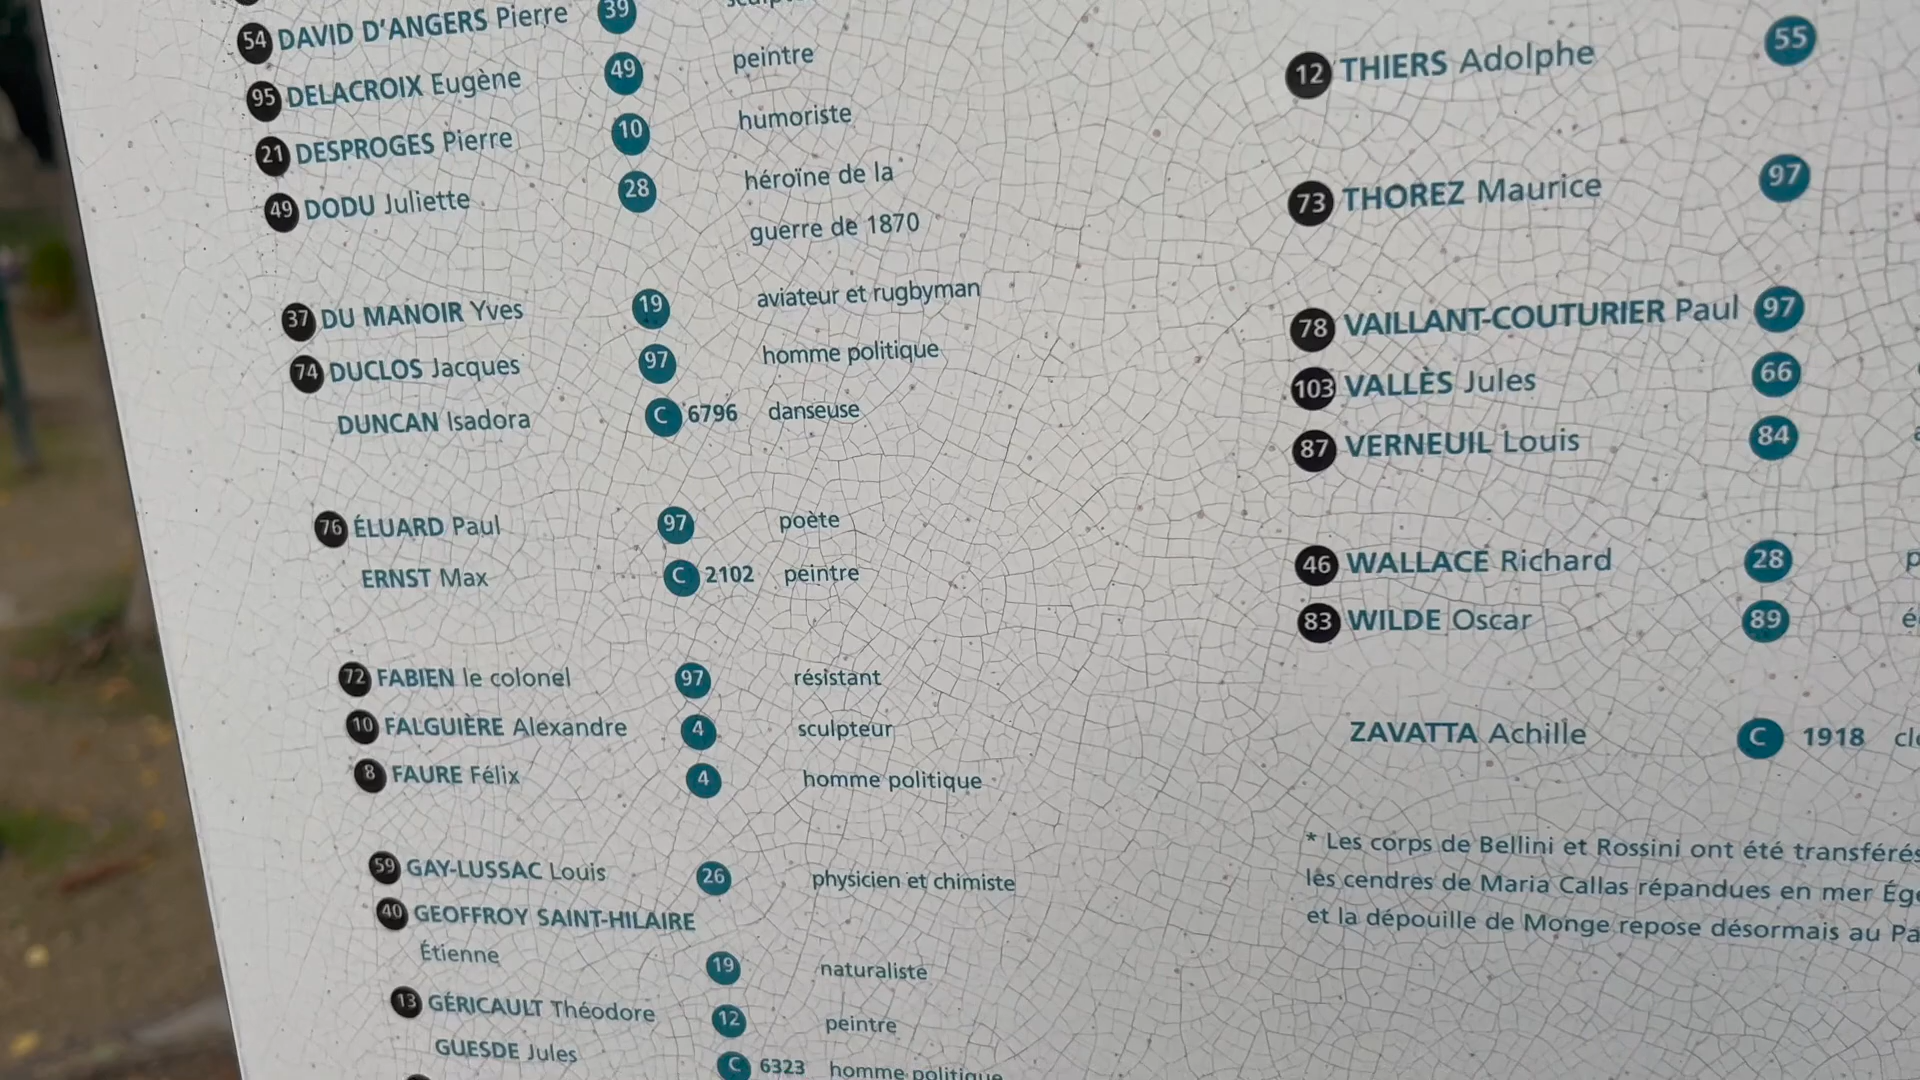 54 DAVID D'ANGERS Pierre 39
95 DELACROIX Eugène 49 peintre
21 DESPROGES Pierre 10 humoriste
49 DODU Juliette 28 héroïne de la
guerre de 1870
37 DU MANOIR Yves 19 aviateur et rugbyman
74 DUCLOS Jacques 97 homme politique
DUNCAN Isadora C 6796 danseuse
76 ÉLUARD Paul 97 poète
ERNST Max C 2102 peintre
72 FABIEN le colonel 97 résistant
10 FALGUIÈRE Alexandre 4 sculpteur
8 FAURE Félix 4 homme politique
59 GAY-LUSSAC Louis 26 physicien et chimiste
40 GEOFFROY SAINT-HILAIRE
Étienne 19 naturaliste
13 GÉRICAULT Théodore 12 peintre
GUESDE Jules C 6323 homme politique
12 THIERS Adolphe 55
73 THOREZ Maurice 97
78 VAILLANT-COUTURIER Paul 97
103 VALLÈS Jules 66
87 VERNEUIL Louis 84
46 WALLACE Richard 28
83 WILDE Oscar 89
ZAVATTA Achille C 1918
* Les corps de Bellini et Rossini ont été transférés
les cendres de Maria Callas répandues en mer
et la dépouille de Monge repose désormais au